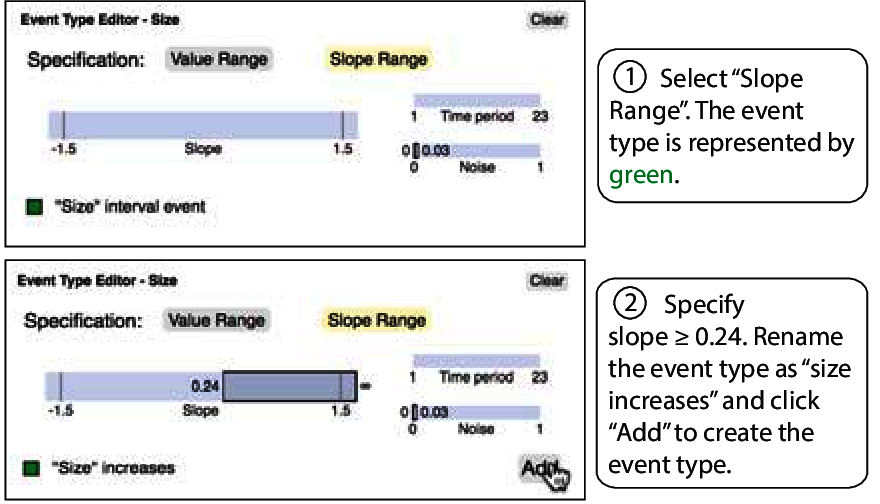 Event Type Editor - Size
Clear
Specification: Value Range Slope Range
-1.5 Slope 1.5
1 Time period 23
0 0.03
0 Noise 1
"Size" interval event
① Select “Slope
Range”. The event
type is represented by
green.
Event Type Editor - Size
Clear
Specification: Value Range Slope Range
0.24 ∞
-1.5 Slope 1.5
1 Time period 23
0 0.03
0 Noise 1
"Size" increases
Add
② Specify
slope ≥ 0.24. Rename
the event type as “size
increases” and click
“Add” to create the
event type.